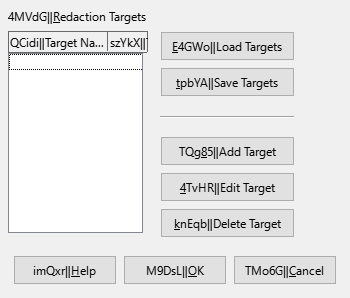 4MVdG||Redaction Targets
QCidi||Target Na... szYkX||
E4GWo||Load Targets
tpbYA||Save Targets
TQg85||Add Target
4TvHR||Edit Target
knEqb||Delete Target
imQxr||Help M9DsL||OK TMo6G||Cancel